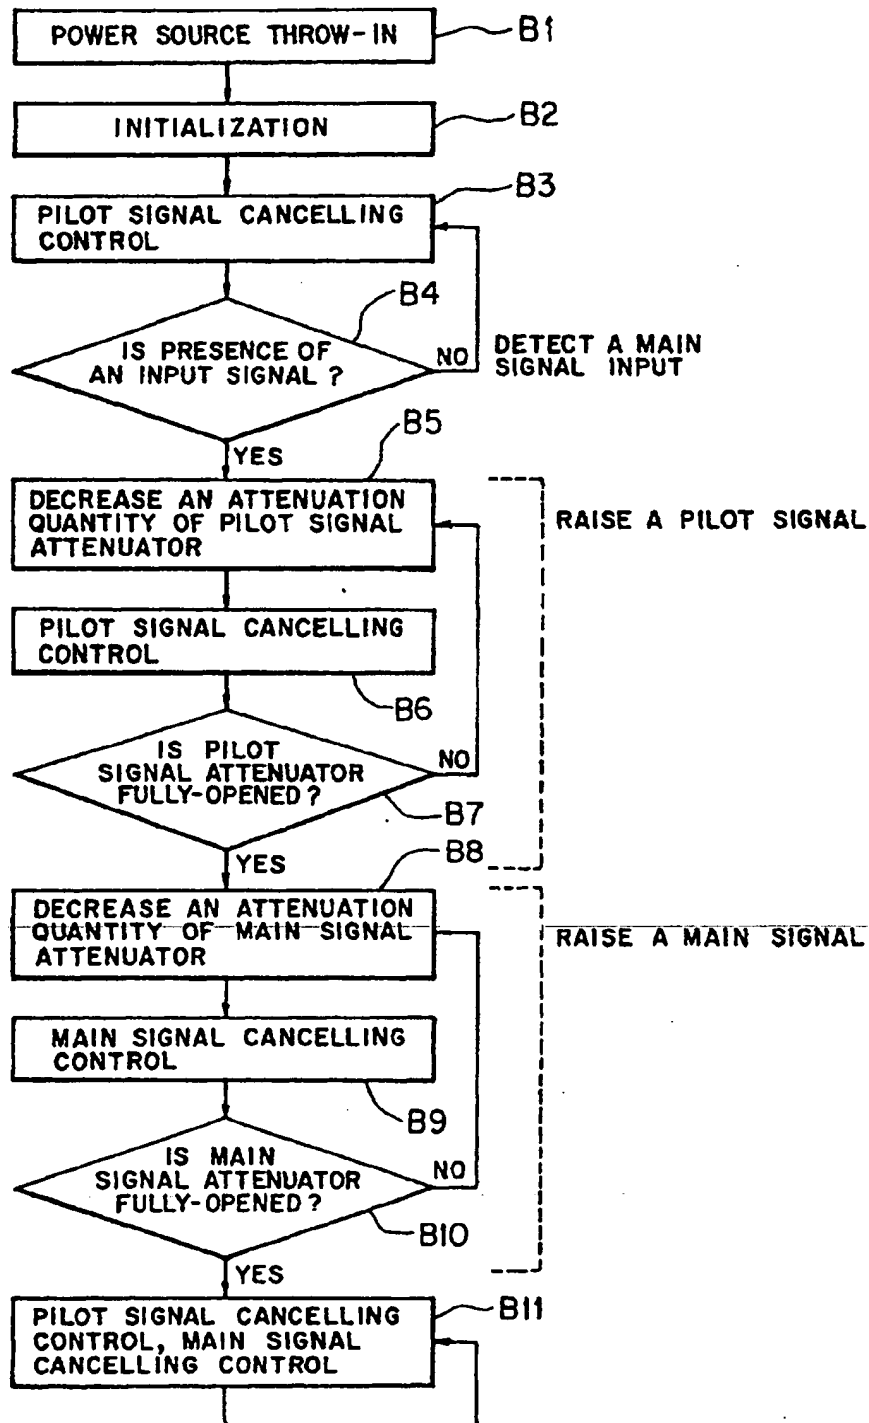 POWER SOURCE THROW-IN
B1
INITIALIZATION
B2
B3
PILOT SIGNAL CANCELLING
CONTROL
B4
IS PRESENCE OF
AN INPUT SIGNAL ?
NO
DETECT A MAIN
SIGNAL INPUT
YES
B5
DECREASE AN ATTENUATION
QUANTITY OF PILOT SIGNAL
ATTENUATOR
RAISE A PILOT SIGNAL
PILOT SIGNAL CANCELLING
CONTROL
B6
IS PILOT
SIGNAL ATTENUATOR
FULLY-OPENED ?
NO
B7
YES
B8
DECREASE AN ATTENUATION
QUANTITY OF MAIN SIGNAL
ATTENUATOR
RAISE A MAIN SIGNAL
MAIN SIGNAL CANCELLING
CONTROL
B9
IS MAIN
SIGNAL ATTENUATOR
FULLY-OPENED ?
NO
B10
YES
B11
PILOT SIGNAL CANCELLING
CONTROL, MAIN SIGNAL
CANCELLING CONTROL